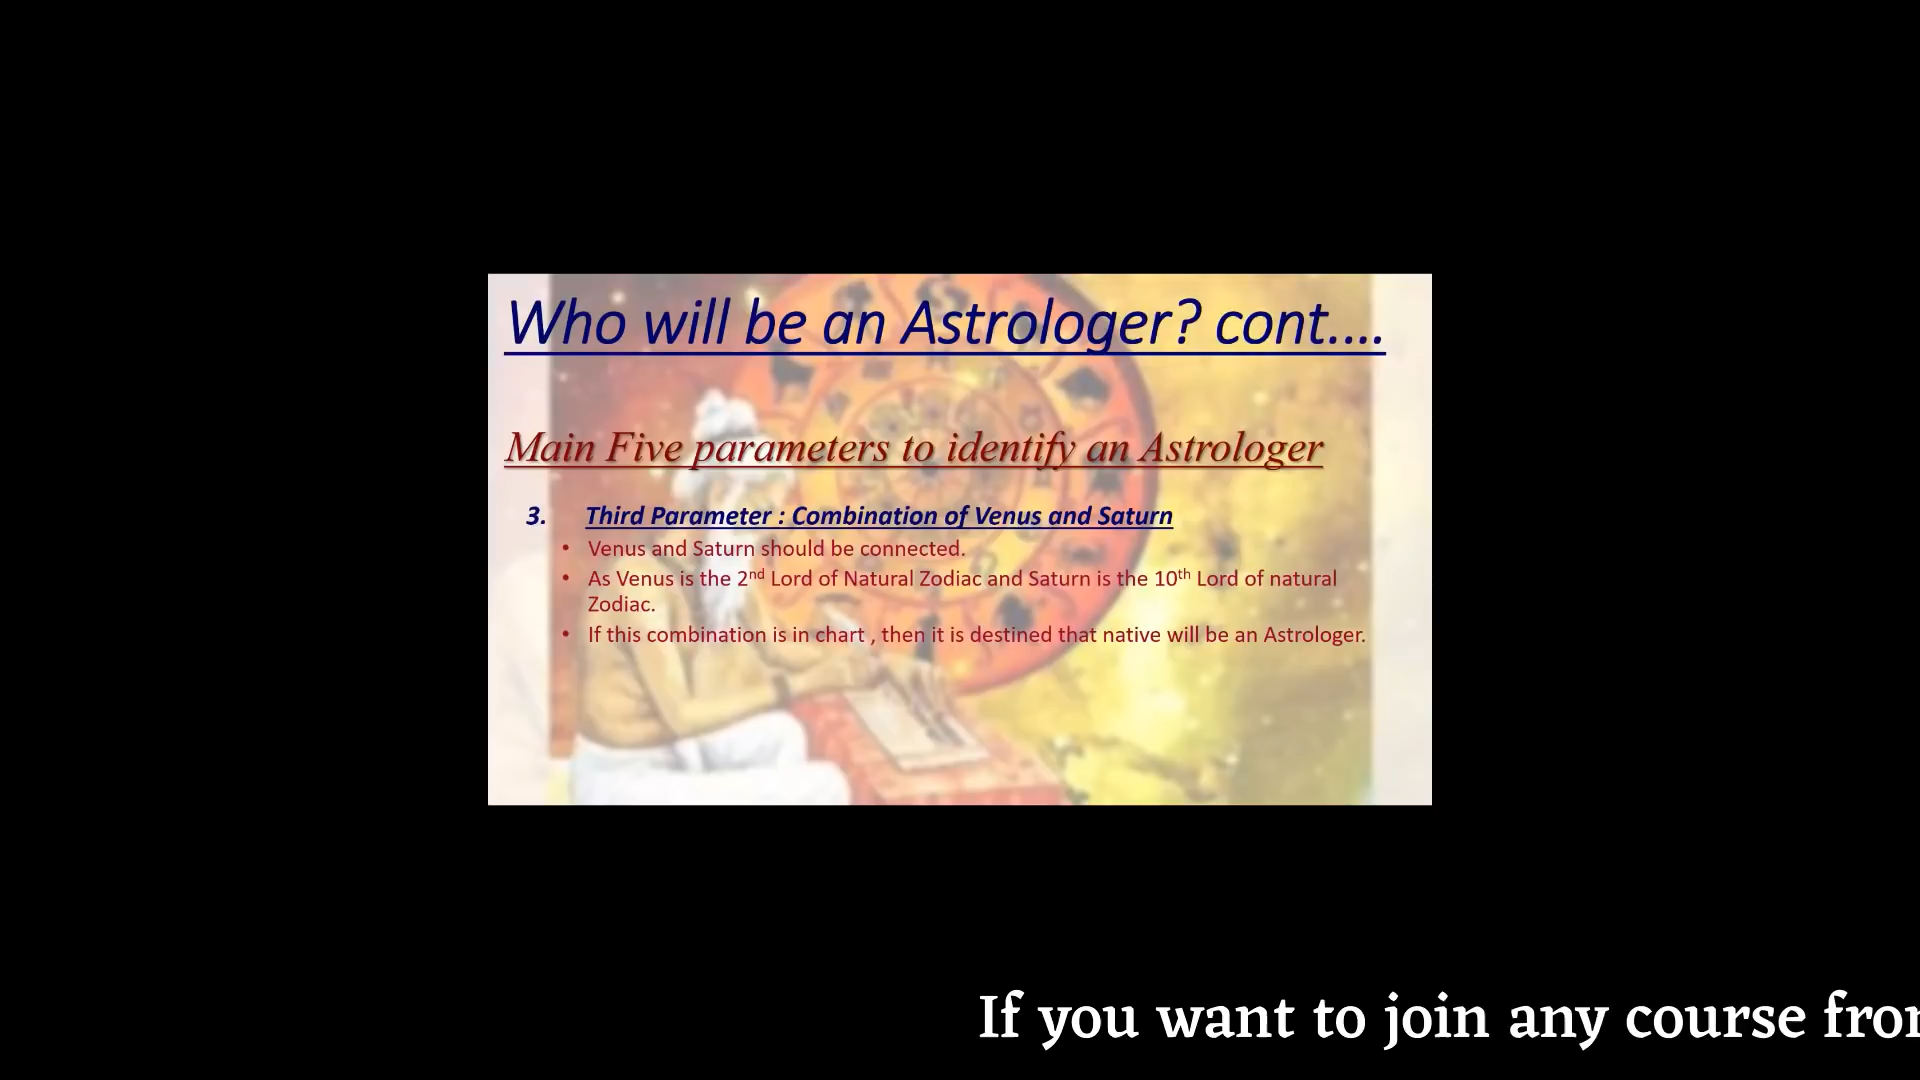 Who will be an Astrologer? cont....
Main Five parameters to identify an Astrologer
3. Third Parameter : Combination of Venus and Saturn
• Venus and Saturn should be connected.
• As Venus is the 2nd Lord of Natural Zodiac and Saturn is the 10th Lord of natural
Zodiac.
• If this combination is in chart , then it is destined that native will be an Astrologer.
If you want to join any course